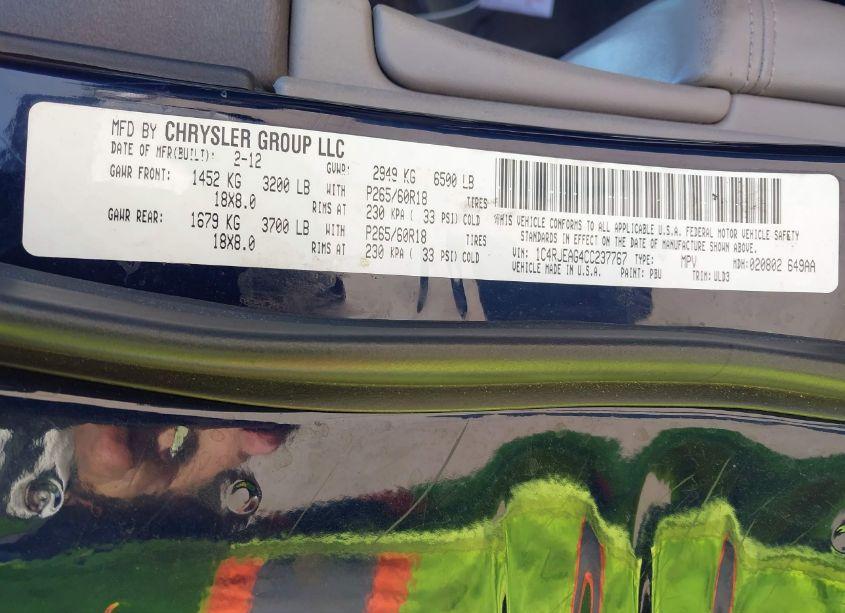 MFD BY CHRYSLER GROUP LLC
DATE OF MFR(BUILT): 2-12 GVWR: 2949 KG 6500 LB
GAWR FRONT: 1452 KG 3200 LB WITH P265/60R18 TIRES
18X8.0 RIMS AT 230 KPA ( 33 PSI) COLD
GAWR REAR: 1679 KG 3700 LB WITH P265/60R18 TIRES
18X8.0 RIMS AT 230 KPA ( 33 PSI) COLD
THIS VEHICLE CONFORMS TO ALL APPLICABLE U.S.A. FEDERAL MOTOR VEHICLE SAFETY
STANDARDS IN EFFECT ON THE DATE OF MANUFACTURE SHOWN ABOVE.
VIN: 1C4RJEAG4CC237767 TYPE: MPV MDH: 020802 649AA
VEHICLE MADE IN U.S.A. PAINT: PBU TRIM: ULD3